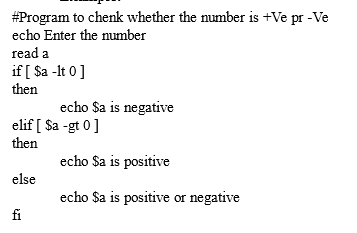 #Program to chenk whether the number is +Ve pr -Ve
echo Enter the number
read a
if [ $a -lt 0 ]
then
echo $a is negative
elif [ $a -gt 0 ]
then
echo $a is positive
else
echo $a is positive or negative
fi